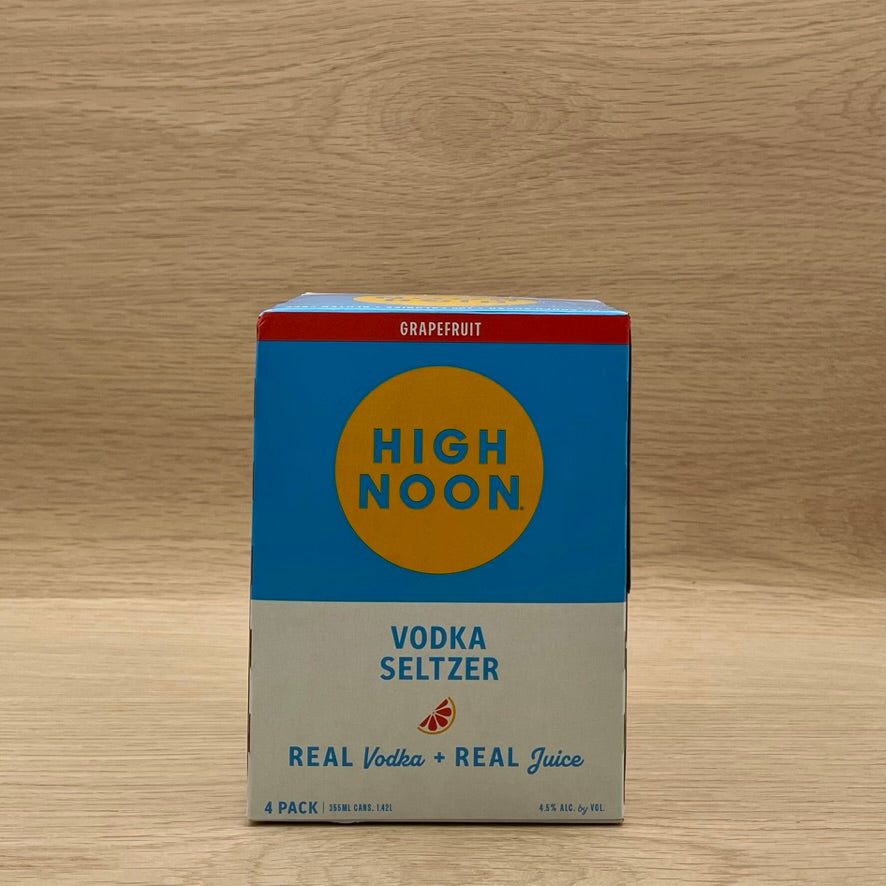 GRAPEFRUIT
HIGH
NOON
VODKA
SELTZER
REAL Vodka + REAL Juice
4 PACK | 355ML CANS, 1.42L
4.5% ALC. by VOL.